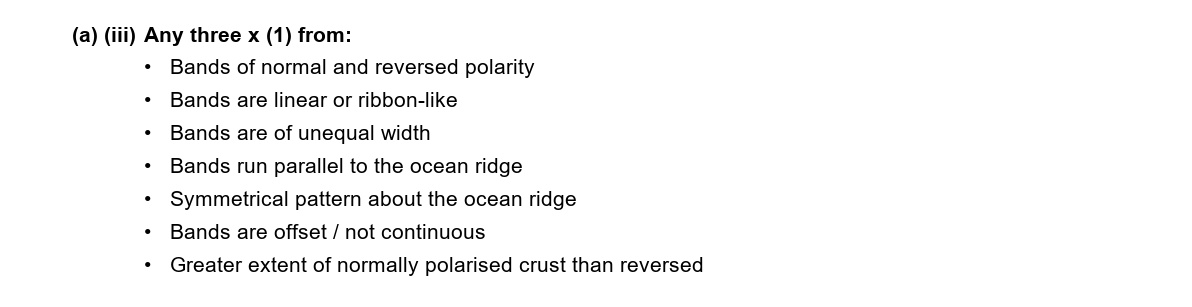 (a) (iii) Any three x (1) from:
• Bands of normal and reversed polarity
• Bands are linear or ribbon-like
• Bands are of unequal width
• Bands run parallel to the ocean ridge
• Symmetrical pattern about the ocean ridge
• Bands are offset / not continuous
• Greater extent of normally polarised crust than reversed